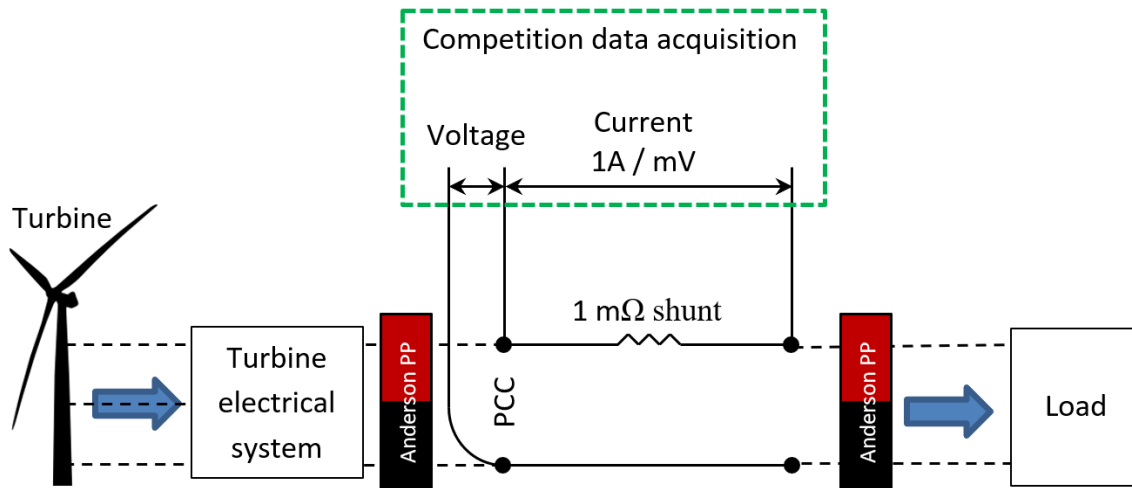 Competition data acquisition
Voltage
Current
1A / mV
Turbine
1 mΩ shunt
Turbine
electrical
system
Anderson PP
PCC
Anderson PP
Load